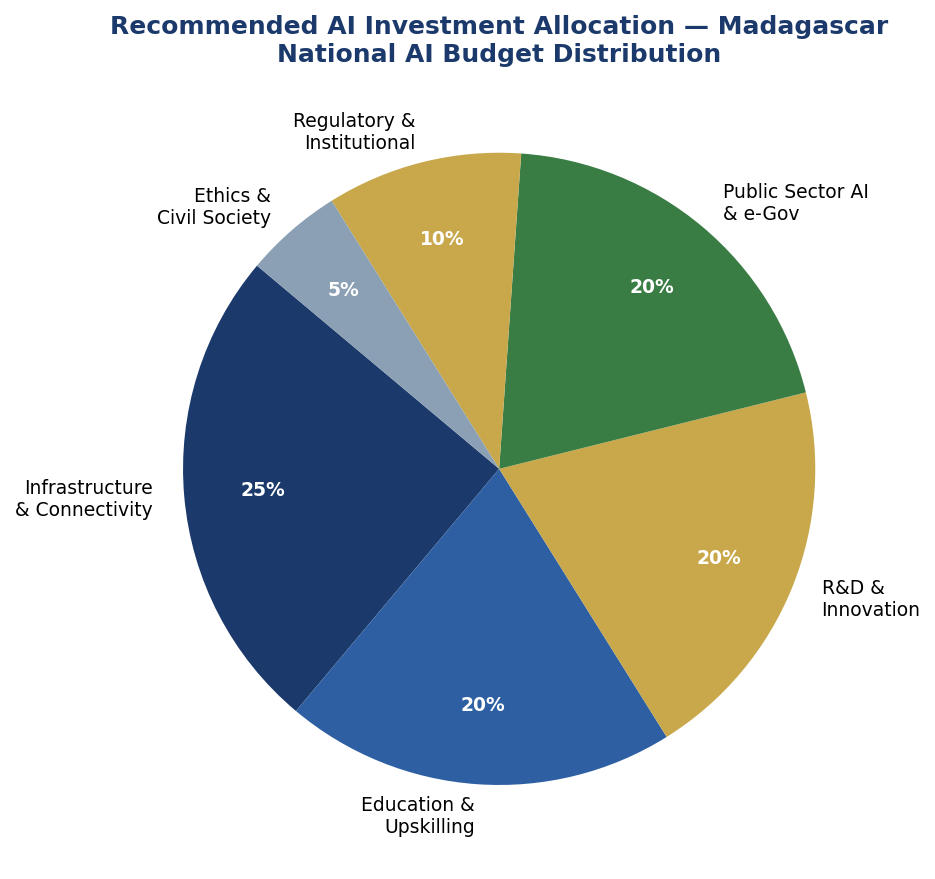 Recommended AI Investment Allocation — Madagascar
National AI Budget Distribution
Regulatory &
Institutional
10%
Ethics &
Civil Society
5%
Public Sector AI
& e-Gov
20%
Infrastructure
& Connectivity
25%
R&D &
Innovation
20%
Education &
Upskilling
20%